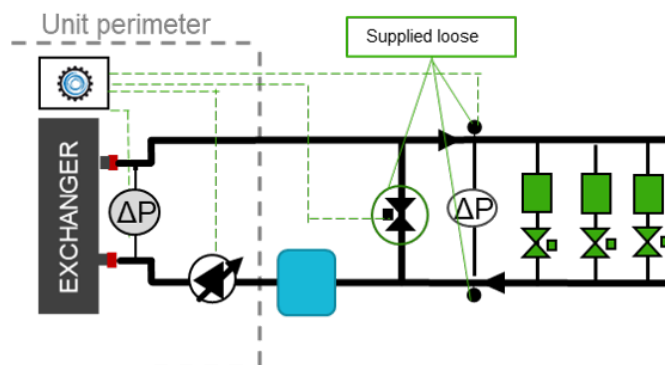 Unit perimeter
Supplied loose
EXCHANGER
ΔP
ΔP